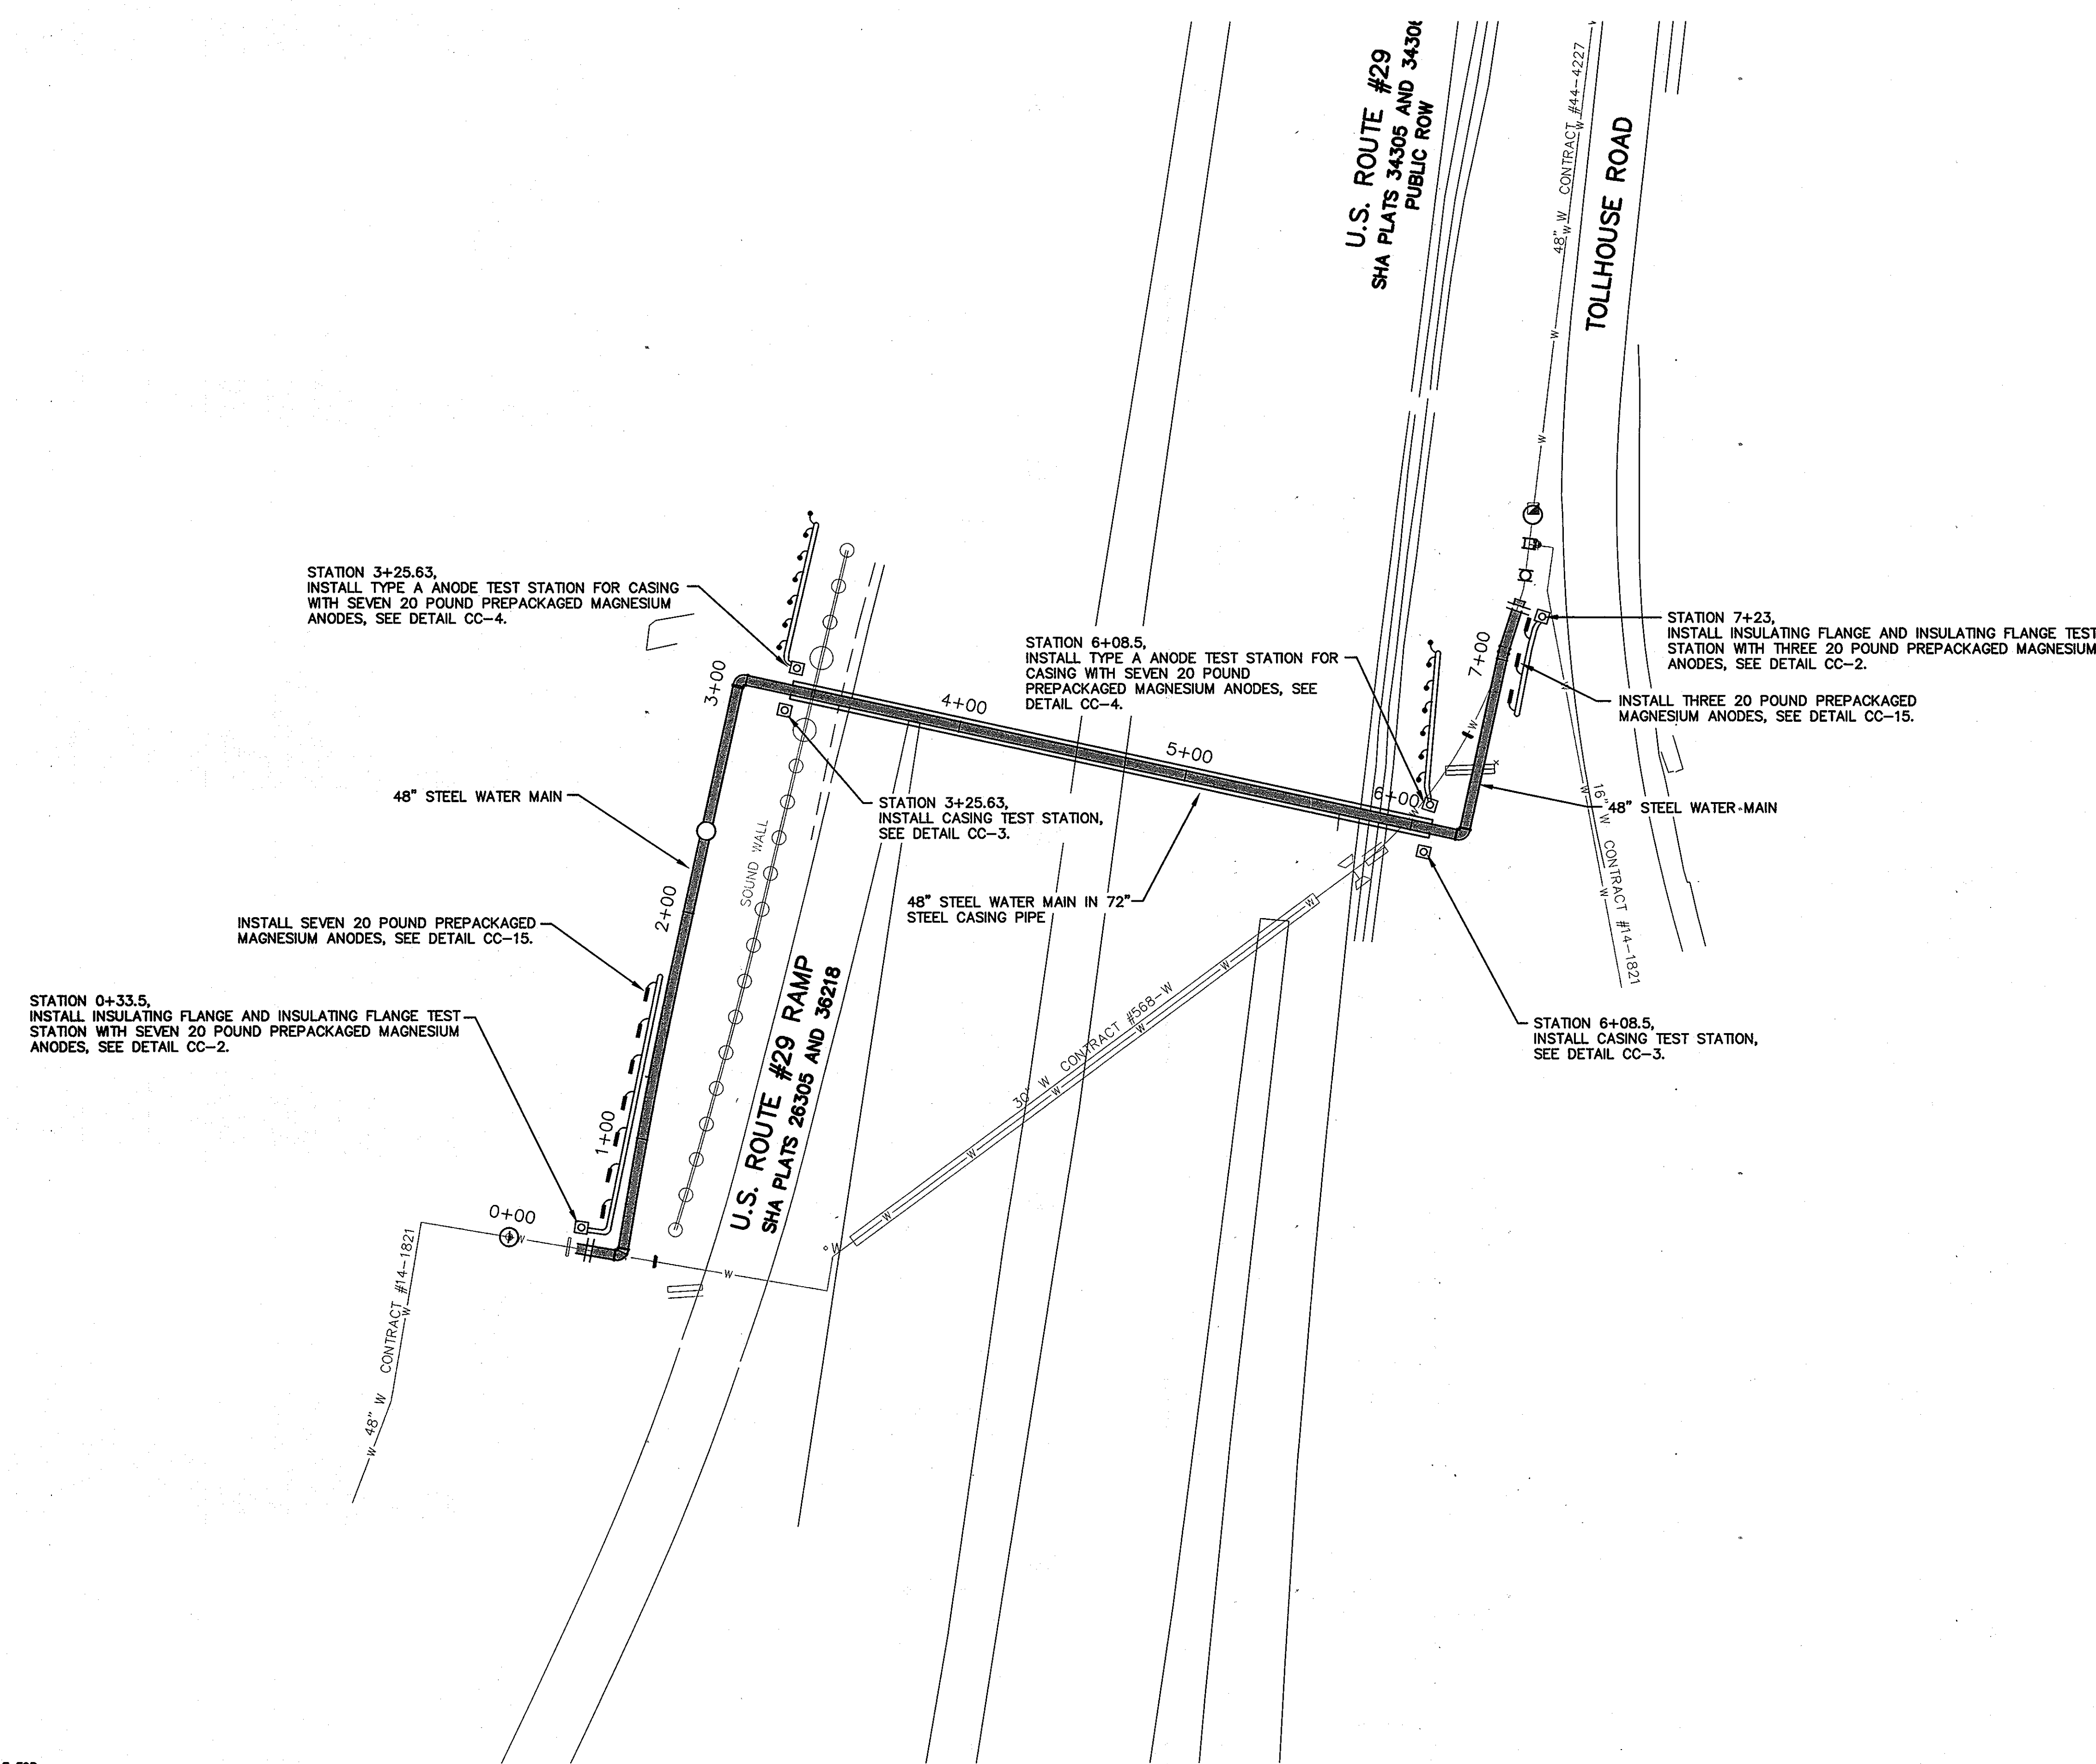 U.S. ROUTE #29
SHA PLATS 34305 AND 34306
PUBLIC ROW
48" W CONTRACT #44-4227
TOLLHOUSE ROAD
STATION 3+25.63,
INSTALL TYPE A ANODE TEST STATION FOR CASING
WITH SEVEN 20 POUND PREPACKAGED MAGNESIUM
ANODES, SEE DETAIL CC-4.
STATION 6+08.5,
INSTALL TYPE A ANODE TEST STATION FOR
CASING WITH SEVEN 20 POUND
PREPACKAGED MAGNESIUM ANODES, SEE
DETAIL CC-4.
STATION 7+23,
INSTALL INSULATING FLANGE AND INSULATING FLANGE TEST
STATION WITH THREE 20 POUND PREPACKAGED MAGNESIUM
ANODES, SEE DETAIL CC-2.
INSTALL THREE 20 POUND PREPACKAGED
MAGNESIUM ANODES, SEE DETAIL CC-15.
3+00
4+00
5+00
6+00
7+00
48" STEEL WATER MAIN
STATION 3+25.63,
INSTALL CASING TEST STATION,
SEE DETAIL CC-3.
48" STEEL WATER MAIN
SOUND WALL
48" STEEL WATER MAIN IN 72"
STEEL CASING PIPE
16" W CONTRACT #14-1821
2+00
INSTALL SEVEN 20 POUND PREPACKAGED
MAGNESIUM ANODES, SEE DETAIL CC-15.
STATION 0+33.5,
INSTALL INSULATING FLANGE AND INSULATING FLANGE TEST
STATION WITH SEVEN 20 POUND PREPACKAGED MAGNESIUM
ANODES, SEE DETAIL CC-2.
STATION 6+08.5,
INSTALL CASING TEST STATION,
SEE DETAIL CC-3.
U.S. ROUTE #29 RAMP
SHA PLATS 26305 AND 36218
30" W CONTRACT #568-W
1+00
0+00
48" W CONTRACT #14-1821